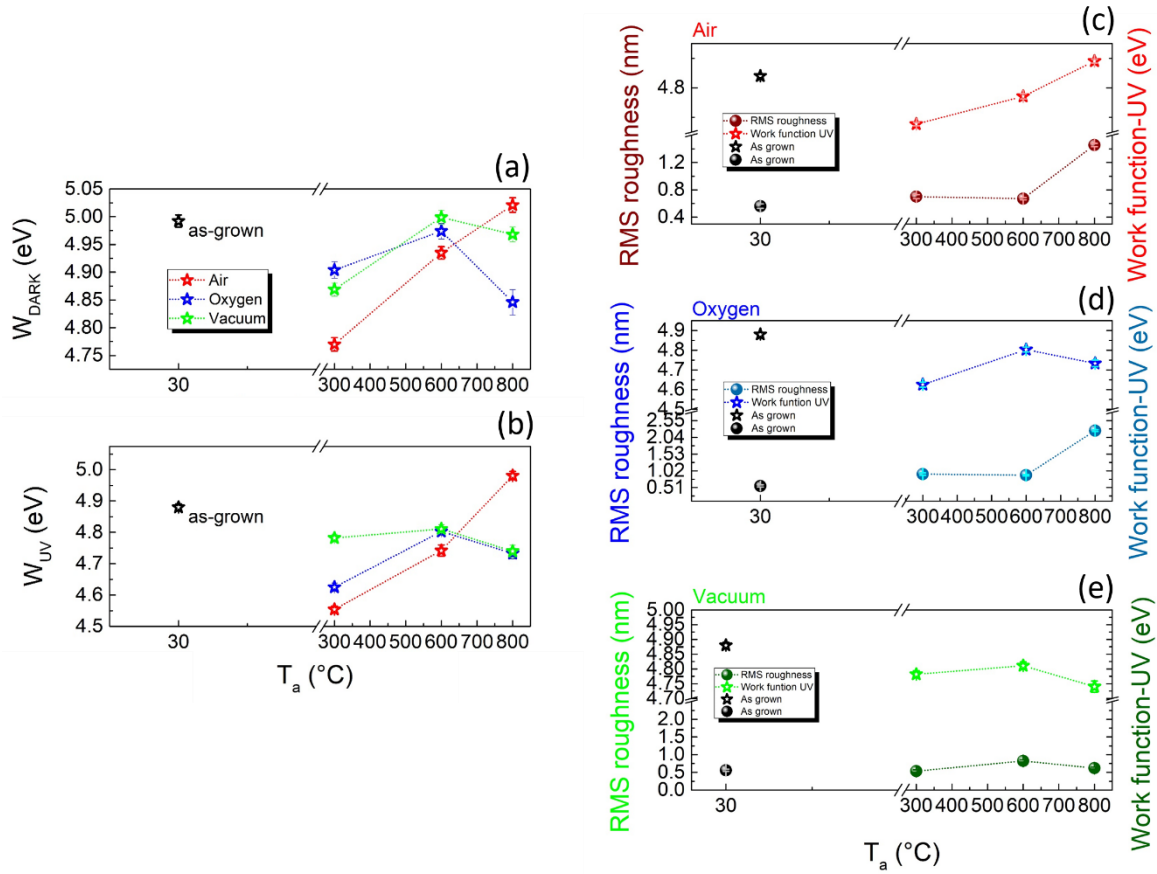 (a)
W_DARK (eV)
5.05
5.00
4.95
4.90
4.85
4.80
4.75
as-grown
Air
Oxygen
Vacuum
30
300 400 500 600 700 800
(b)
W_UV (eV)
5.0
4.9
4.8
4.7
4.6
4.5
as-grown
30
300 400 500 600 700 800
T_a (°C)
(c)
Air
RMS roughness (nm)
Work function-UV (eV)
4.8
1.2
0.8
0.4
RMS roughness
Work function UV
As grown
As grown
30
300 400 500 600 700 800
(d)
Oxygen
RMS roughness (nm)
Work function-UV (eV)
4.9
4.8
4.7
4.6
4.5
2.55
2.04
1.53
1.02
0.51
RMS roughness
Work funtion UV
As grown
As grown
30
300 400 500 600 700 800
(e)
Vacuum
RMS roughness (nm)
Work function-UV (eV)
5.00
4.95
4.90
4.85
4.80
4.75
4.70
2.0
1.5
1.0
0.5
0.0
RMS roughness
Work funtion UV
As grown
As grown
30
300 400 500 600 700 800
T_a (°C)